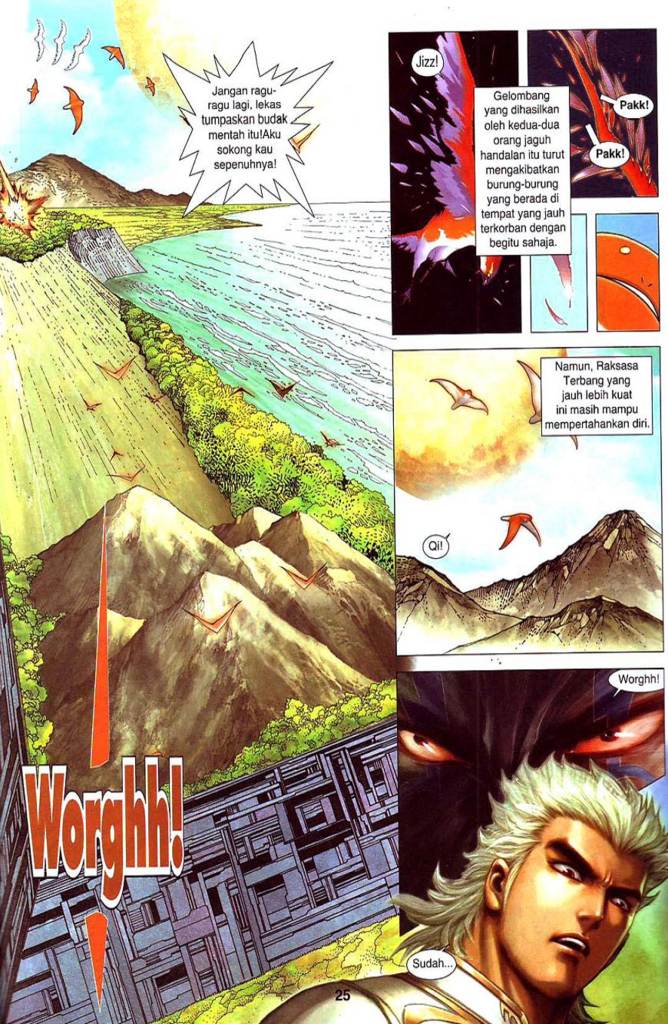 Jangan ragu-
ragu lagi, lekas
tumpaskan budak
mentah itu!Aku
sokong kau
sepenuhnya!
Worghh!
Jizz!
Gelombang
yang dihasilkan
oleh kedua-dua
orang jaguh
handalan itu turut
mengakibatkan
burung-burung
yang berada di
tempat yang jauh
terkorban dengan
begitu sahaja.
Pakk!
Pakk!
Namun, Raksasa
Terbang yang
jauh lebih kuat
ini masih mampu
mempertahankan diri.
Qi!
Worghh!
Sudah...
25